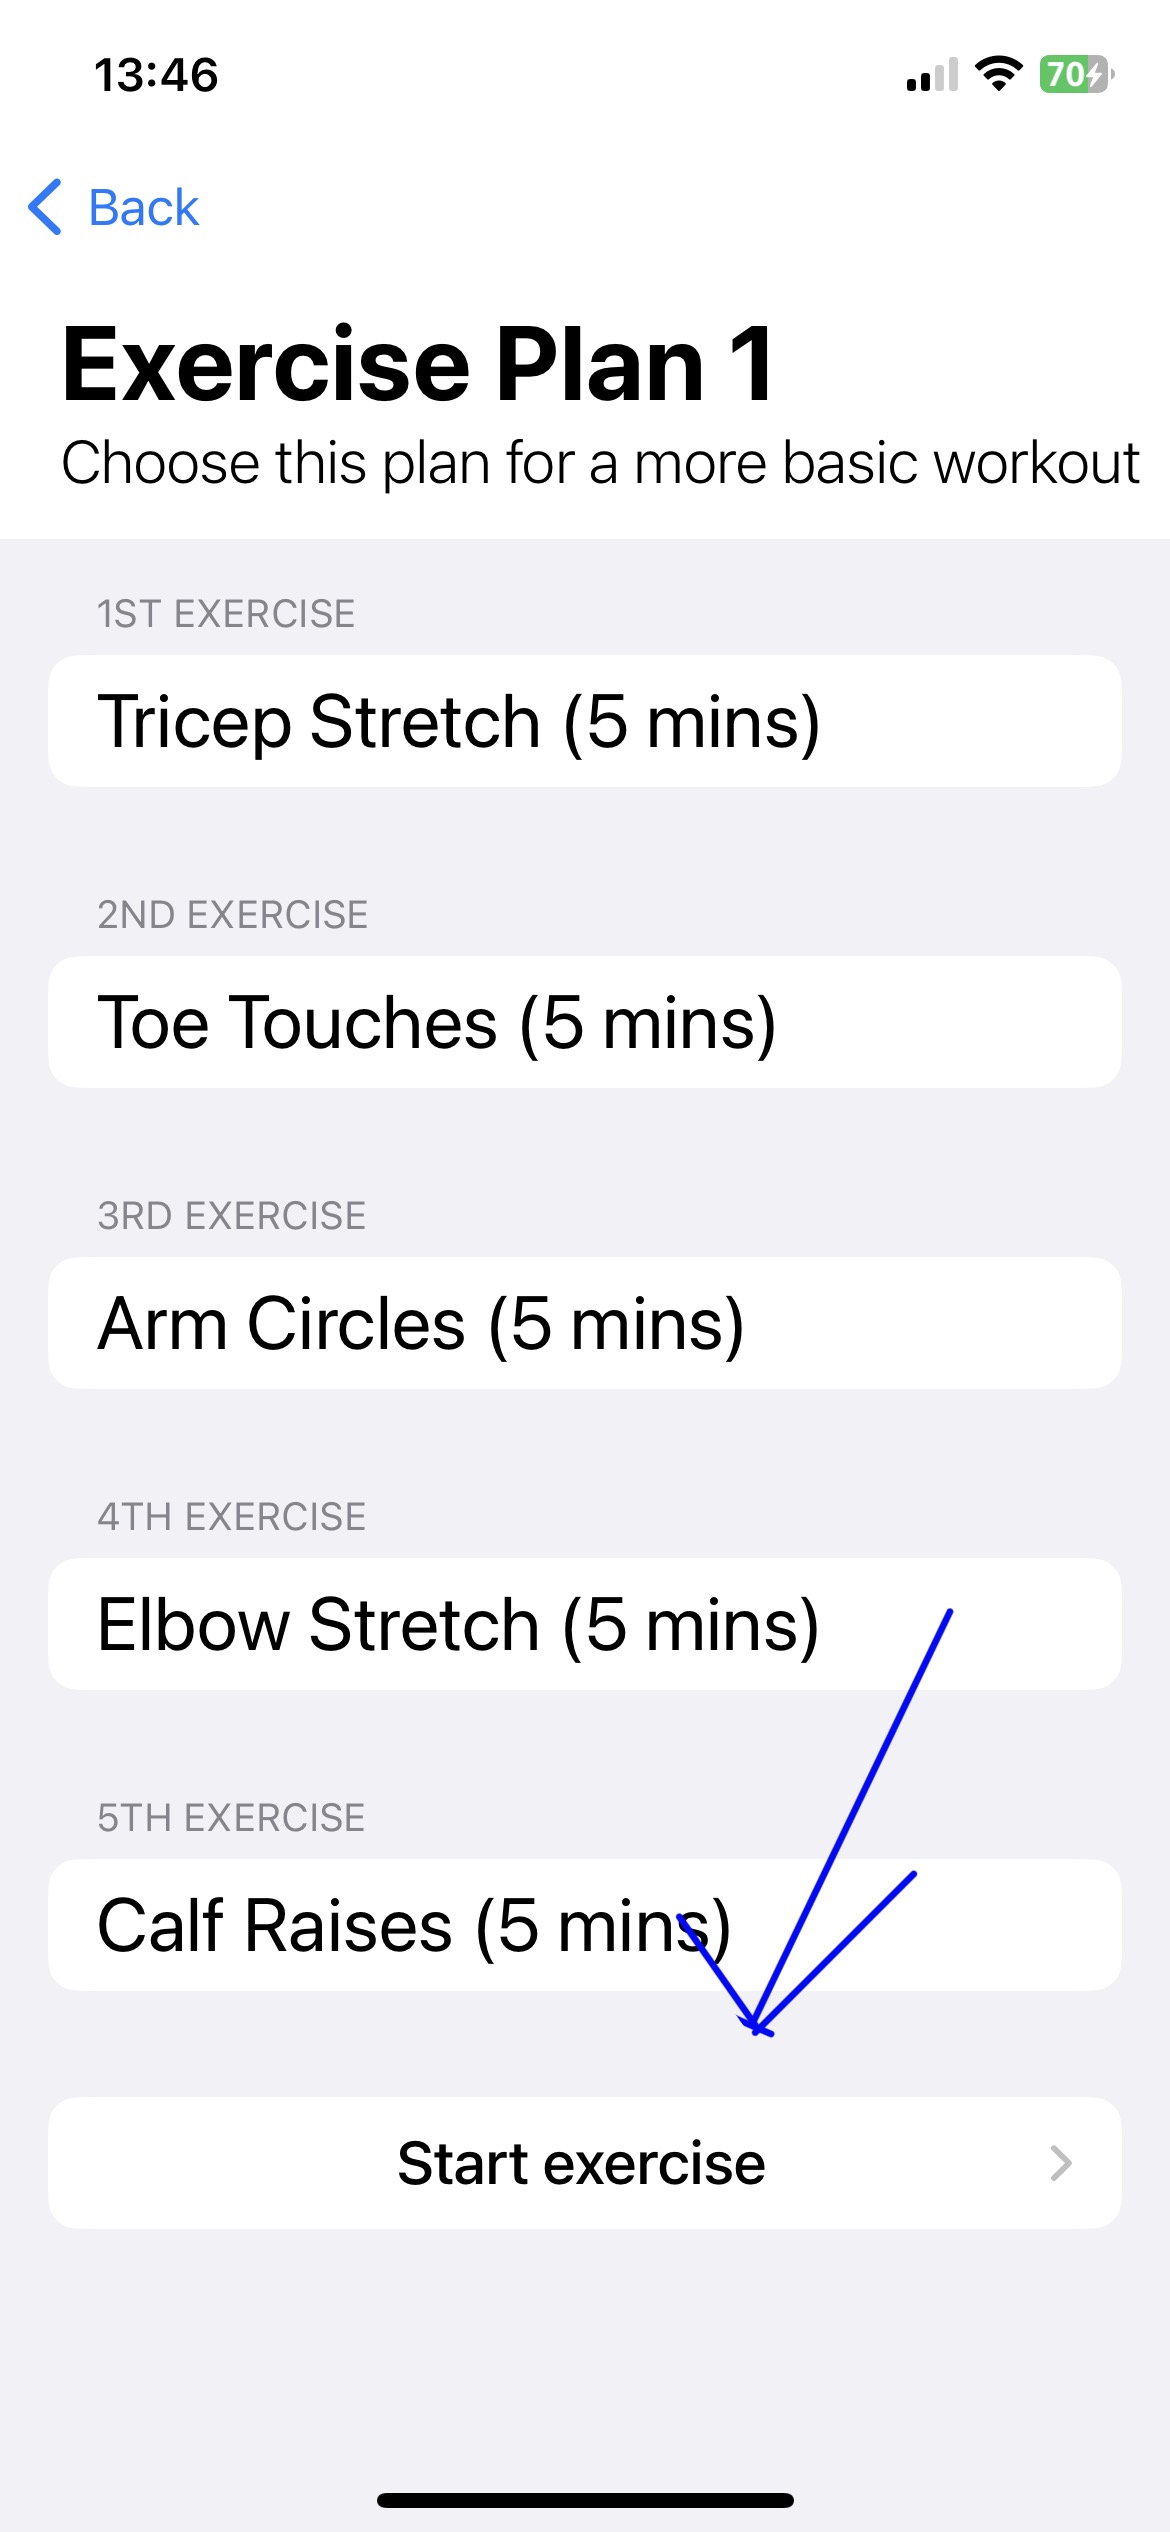 13:46
70
Back
Exercise Plan 1
Choose this plan for a more basic workout
1ST EXERCISE
Tricep Stretch (5 mins)
2ND EXERCISE
Toe Touches (5 mins)
3RD EXERCISE
Arm Circles (5 mins)
4TH EXERCISE
Elbow Stretch (5 mins)
5TH EXERCISE
Calf Raises (5 mins)
Start exercise